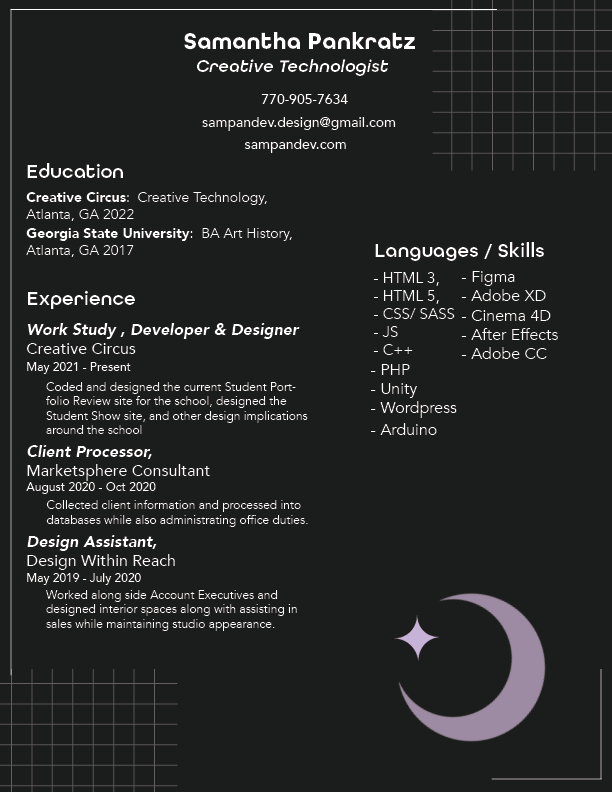 Samantha Pankratz
Creative Technologist
770-905-7634
sampandev.design@gmail.com
sampandev.com
Education
Creative Circus:  Creative Technology,
Atlanta, GA 2022
Georgia State University:  BA Art History,
Atlanta, GA 2017
Experience
Work Study , Developer & Designer
Creative Circus
May 2021 - Present
Coded and designed the current Student Port-
folio Review site for the school, designed the
Student Show site, and other design implications
around the school
Client Processor,
Marketsphere Consultant
August 2020 - Oct 2020
Collected client information and processed into
databases while also administrating office duties.
Design Assistant,
Design Within Reach
May 2019 - July 2020
Worked along side Account Executives and
designed interior spaces along with assisting in
sales while maintaining studio appearance.
Languages / Skills
- HTML 3,
- HTML 5,
- CSS/ SASS
- JS
- C++
- PHP
- Unity
- Wordpress
- Arduino
- Figma
- Adobe XD
- Cinema 4D
- After Effects
- Adobe CC